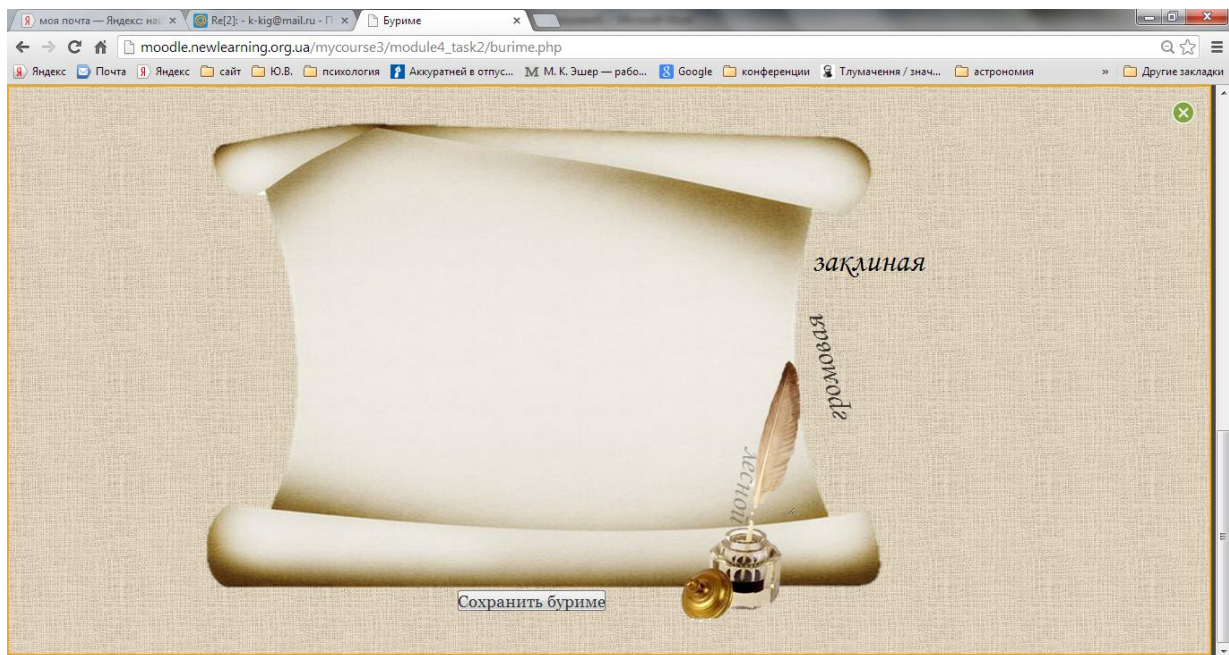 моя почта — Яндекс: наш
Re[2]: - k-kig@mail.ru - П
Буриме
moodle.newlearning.org.ua/mycourse3/module4_task2/burime.php
Яндекс Почта Яндекс сайт Ю.В. психология Аккуратней в отпус... М. К. Эшер — рабо... Google конференции Тлумачення / знач... астрономия » Другие закладки
заклиная
громовая
лесной
Сохранить буриме